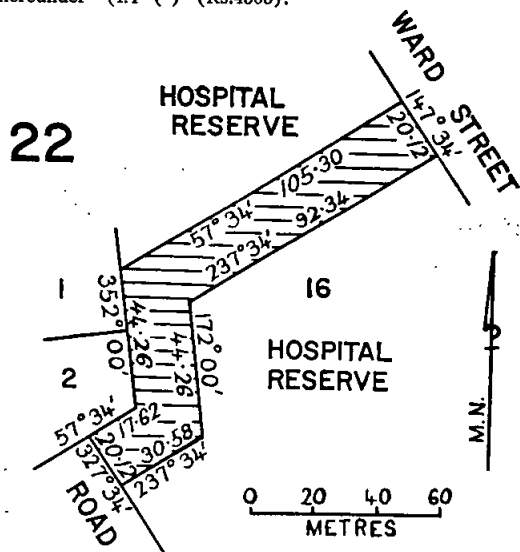 hereunder
WARD STREET
HOSPITAL
RESERVE
22
147° 34'
20·12
105·30
57° 34'
92·34
237° 34'
1
352° 00'
44·26
44·26
172° 00'
16
HOSPITAL
RESERVE
2
57° 34'
17·62
20·12
30·58
327° 34'
237° 34'
ROAD
M.N.
0 20 40 60
METRES